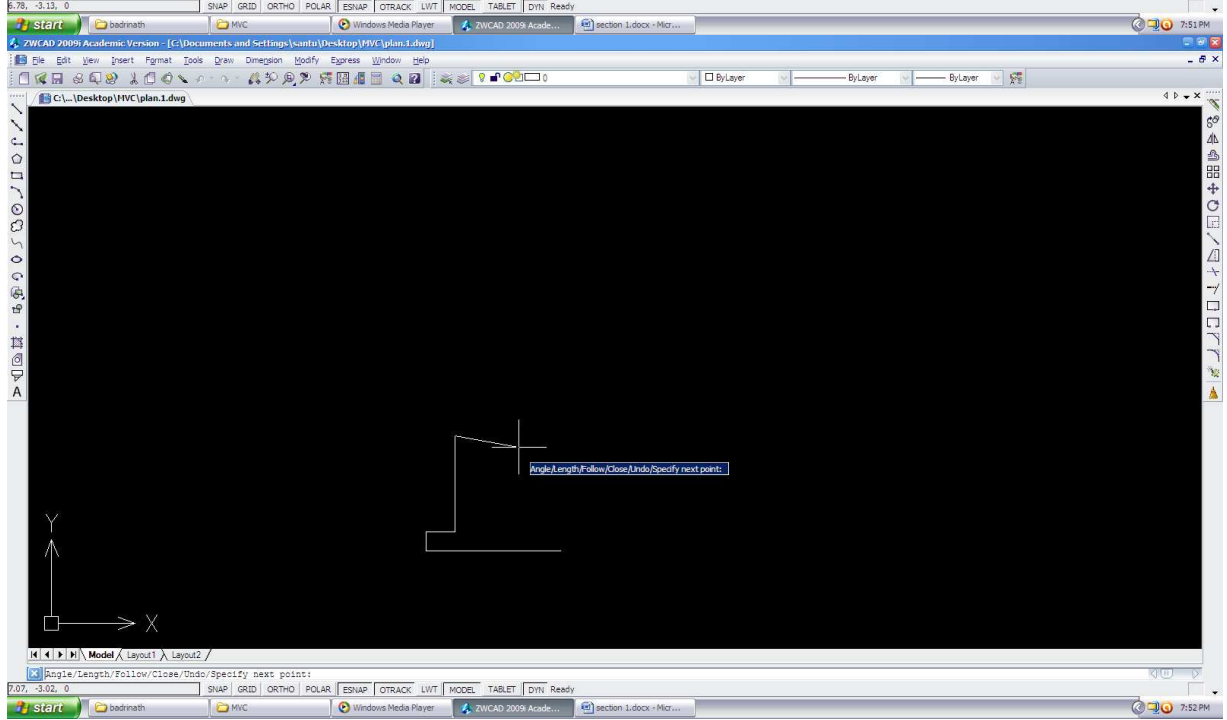 6.78, -3.13, 0 SNAP GRID ORTHO POLAR ESNAP OTRACK LWT MODEL TABLET DYN Ready
start badrinath MVC Windows Media Player ZWCAD 2009i Acade... section 1.docx - Micr... 7:51 PM
ZWCAD 2009i Academic Version - [C:\Documents and Settings\santu\Desktop\MVC\plan.1.dwg]
File Edit View Insert Format Tools Draw Dimension Modify Express Window Help
0 ByLayer ByLayer ByLayer
C:\...\Desktop\MVC\plan.1.dwg
A
Angle/Length/Follow/Close/Undo/Specify next point:
Y
X
Model Layout1 Layout2
Angle/Length/Follow/Close/Undo/Specify next point:
7.07, -3.02, 0 SNAP GRID ORTHO POLAR ESNAP OTRACK LWT MODEL TABLET DYN Ready
start badrinath MVC Windows Media Player ZWCAD 2009i Acade... section 1.docx - Micr... 7:52 PM